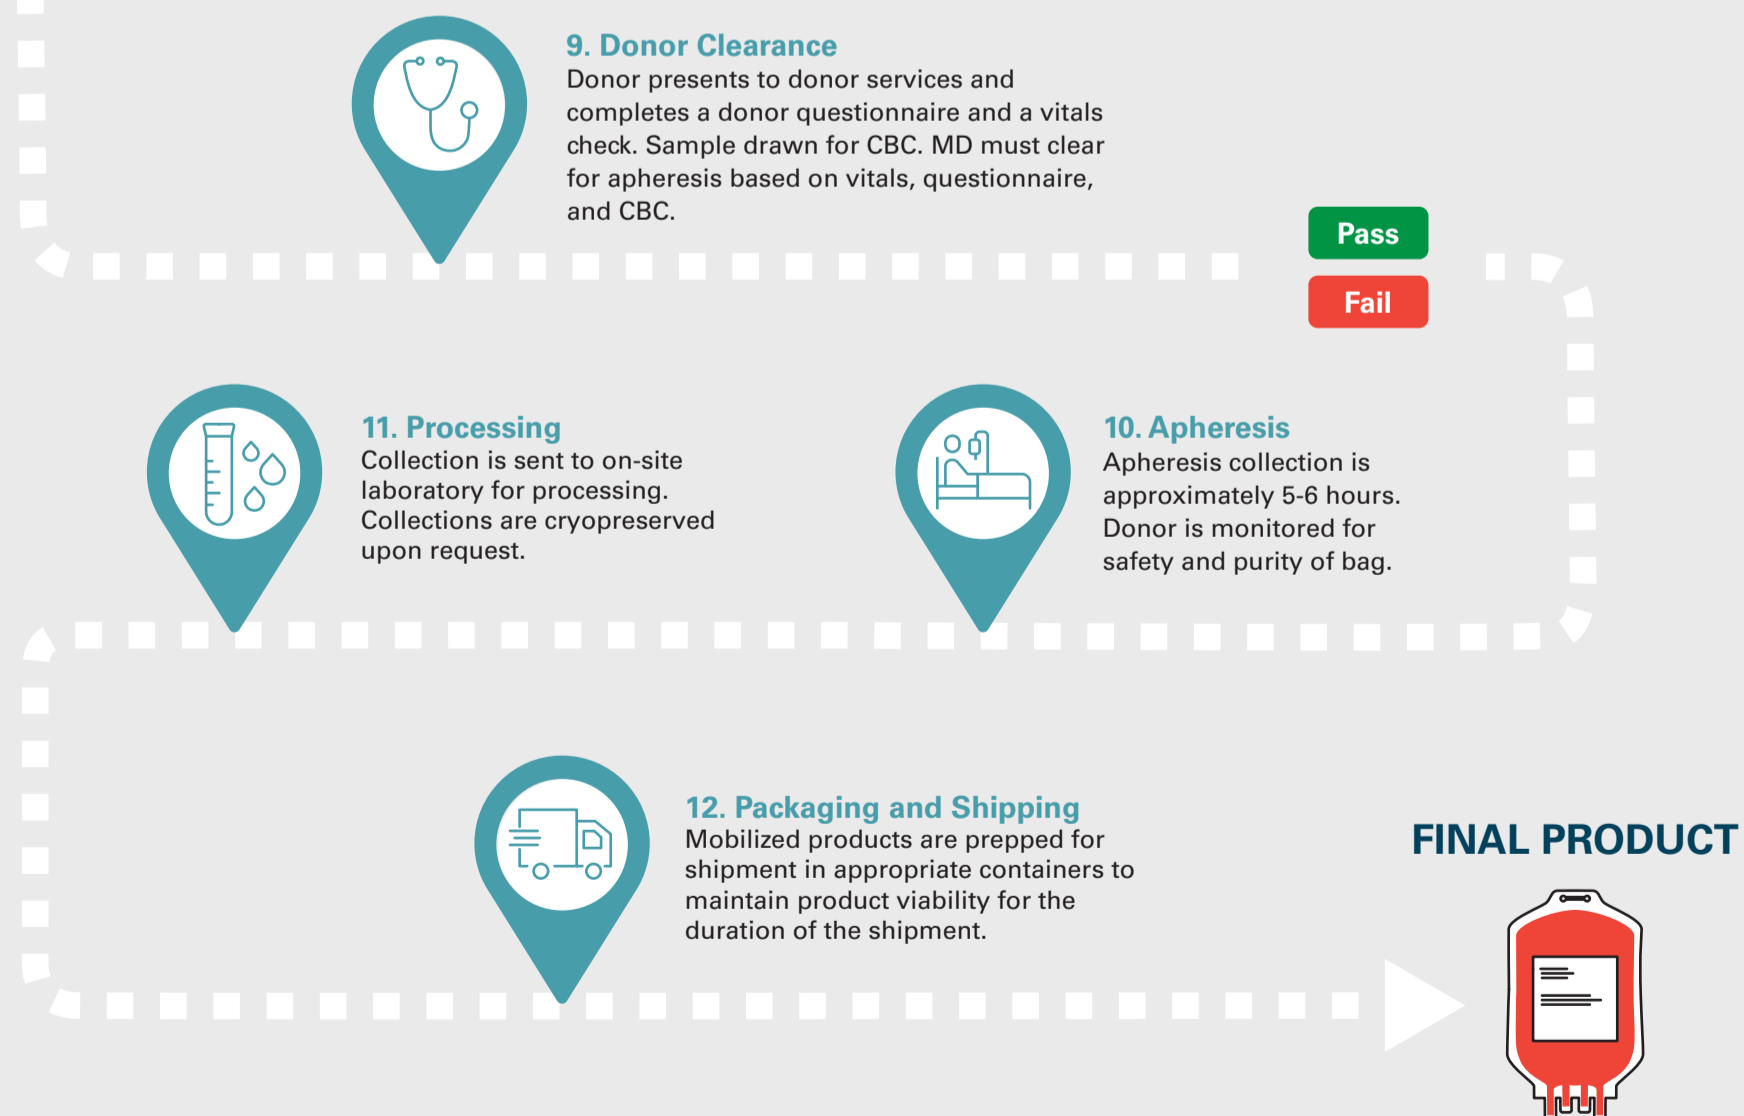 9. Donor Clearance
Donor presents to donor services and
completes a donor questionnaire and a vitals
check. Sample drawn for CBC. MD must clear
for apheresis based on vitals, questionnaire,
and CBC.
Pass
Fail
10. Apheresis
Apheresis collection is
approximately 5-6 hours.
Donor is monitored for
safety and purity of bag.
11. Processing
Collection is sent to on-site
laboratory for processing.
Collections are cryopreserved
upon request.
12. Packaging and Shipping
Mobilized products are prepped for
shipment in appropriate containers to
maintain product viability for the
duration of the shipment.
FINAL PRODUCT